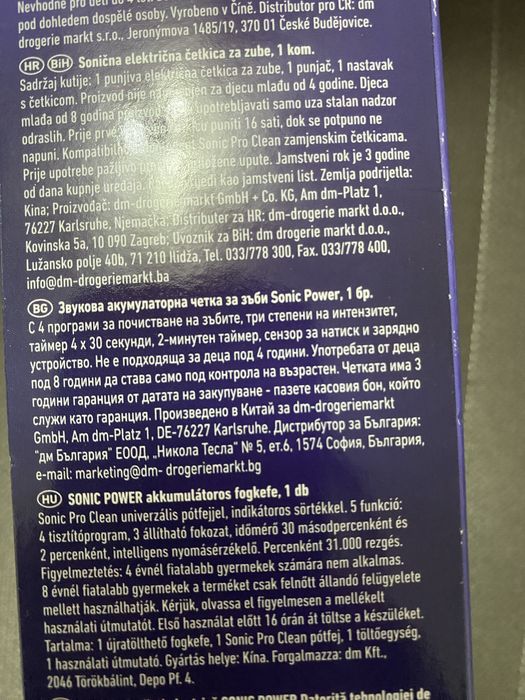 Nevhodné pro děti do
pod dohledem dospělé osoby. Vyrobeno v Číně. Distributor pro ČR: dm
drogerie markt s.r.o., Jeronýmova 1485/19, 370 01 České Budějovice.
HR BiH Sonična električna četkica za zube, 1 kom.
Sadržaj kutije: 1 punjiva električna četkica za zube, 1 punjač, 1 nastavak
s četkicom. Proizvod nije za djecu mlađu od 4 godine. Djeca
mlađa od 8 godina upotrebljavati samo uza stalan nadzor
odraslih. Prije prve puniti 16 sati, dok se potpuno ne
napuni. Kompatibilno Sonic Pro Clean zamjenskim četkicama.
Prije upotrebe pažljivo priložene upute. Jamstveni rok je 3 godine
od dana kupnje uređaja. vrijedi kao jamstveni list. Zemlja podrijetla:
Kina; Proizvođač: dm-drogerie markt GmbH + Co. KG, Am dm-Platz 1,
76227 Karlsruhe, Njemačka; Distributer za HR: dm-drogerie markt d.o.o.,
Kovinska 5a, 10 090 Zagreb; Uvoznik za BiH: dm drogerie markt d.o.o.,
Lužansko polje 40b, 71 210 Ilidža, Tel. 033/778 300, Fax. 033/778 400,
info@dm-drogeriemarkt.ba
BG Звукова акумулаторна четка за зъби Sonic Power, 1 бр.
С 4 програми за почистване на зъбите, три степени на интензитет,
таймер 4 x 30 секунди, 2-минутен таймер, сензор за натиск и зарядно
устройство. Не е подходяща за деца под 4 години. Употребата от деца
под 8 години да става само под контрола на възрастен. Четката има 3
години гаранция от датата на закупуване - пазете касовия бон, който
служи като гаранция. Произведено в Китай за dm-drogeriemarkt
GmbH, Am dm-Platz 1, DE-76227 Karlsruhe. Дистрибутор за България:
"дм България" ЕООД, „Никола Тесла" № 5, ет.6, 1574 София, България,
e-mail: marketing@dm- drogeriemarkt.bg
HU SONIC POWER akkumulátoros fogkefe, 1 db
Sonic Pro Clean univerzális pótfejjel, indikátoros sörtékkel. 5 funkció:
4 tisztítóprogram, 3 állítható fokozat, időmérő 30 másodpercenként és
2 percenként, intelligens nyomásérzékelő. Percenként 31.000 rezgés.
Figyelmeztetés: 4 évnél fiatalabb gyermekek számára nem alkalmas.
8 évnél fiatalabb gyermekek a terméket csak felnőtt állandó felügyelete
mellett használhatják. Kérjük, olvassa el figyelmesen a mellékelt
használati útmutatót. Első használat előtt 16 órán át töltse a készüléket.
Tartalma: 1 újratölthető fogkefe, 1 Sonic Pro Clean pótfej, 1 töltőegység,
1 használati útmutató. Gyártás helye: Kína. Forgalmazza: dm Kft.,
2046 Törökbálint, Depo Pf. 4.
SONIC POWER Datorită tehnologiei de